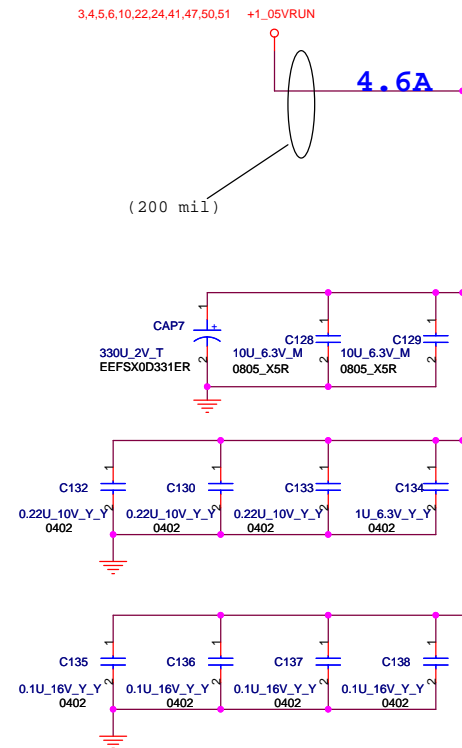 3,4,5,6,10,22,24,41,47,50,51 +1_05VRUN
4.6A
(200 mil)
1
1
1
CAP7
C128
C129
330U_2V_T
10U_6.3V_M
10U_6.3V_M
2
2
2
EEFSX0D331ER
0805_X5R
0805_X5R
1
1
1
1
C132
C130
C133
C134
0.22U_10V_Y_Y
0.22U_10V_Y_Y
0.22U_10V_Y_Y
1U_6.3V_Y_Y
2
2
2
2
0402
0402
0402
0402
1
1
1
1
C135
C136
C137
C138
0.1U_16V_Y_Y
0.1U_16V_Y_Y
0.1U_16V_Y_Y
0.1U_16V_Y_Y
2
2
2
2
0402
0402
0402
0402